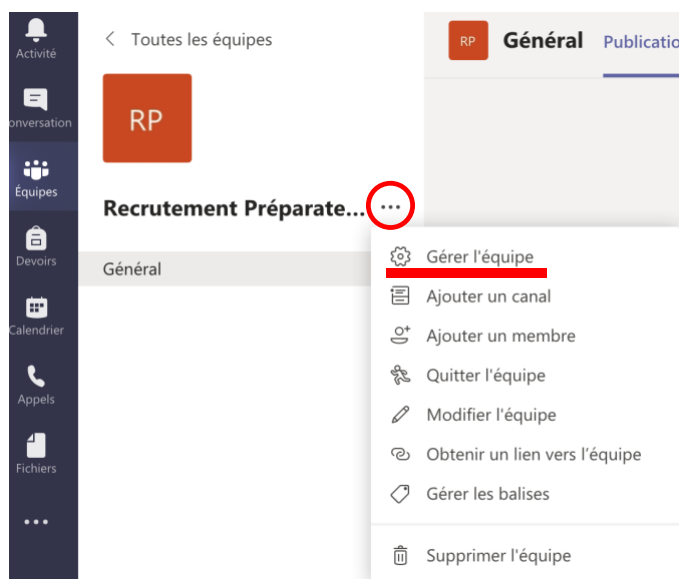 Activité
onversation
Équipes
Devoirs
Calendrier
Appels
Fichiers
Toutes les équipes
RP
Recrutement Préparate...
Général
RP
Général Publicatio
Gérer l'équipe
Ajouter un canal
Ajouter un membre
Quitter l'équipe
Modifier l'équipe
Obtenir un lien vers l'équipe
Gérer les balises
Supprimer l'équipe